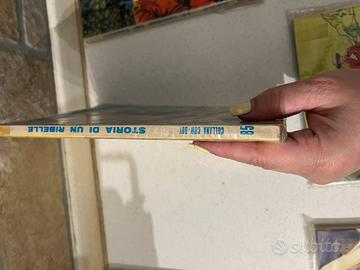 STORIA DI UN RIBELLE
COLLANA COW-BOY
85
subito